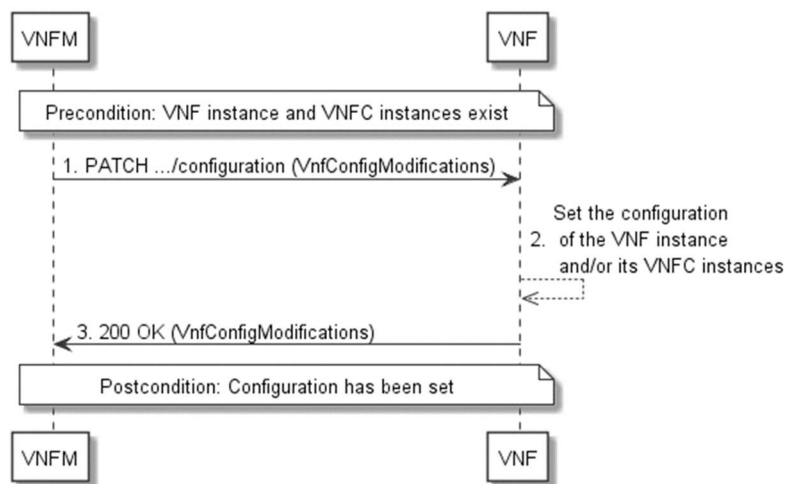 VNFM VNF
Precondition: VNF instance and VNFC instances exist
1. PATCH .../configuration (VnfConfigModifications)
Set the configuration
2. of the VNF instance
and/or its VNFC instances
3. 200 OK (VnfConfigModifications)
Postcondition: Configuration has been set
VNFM VNF